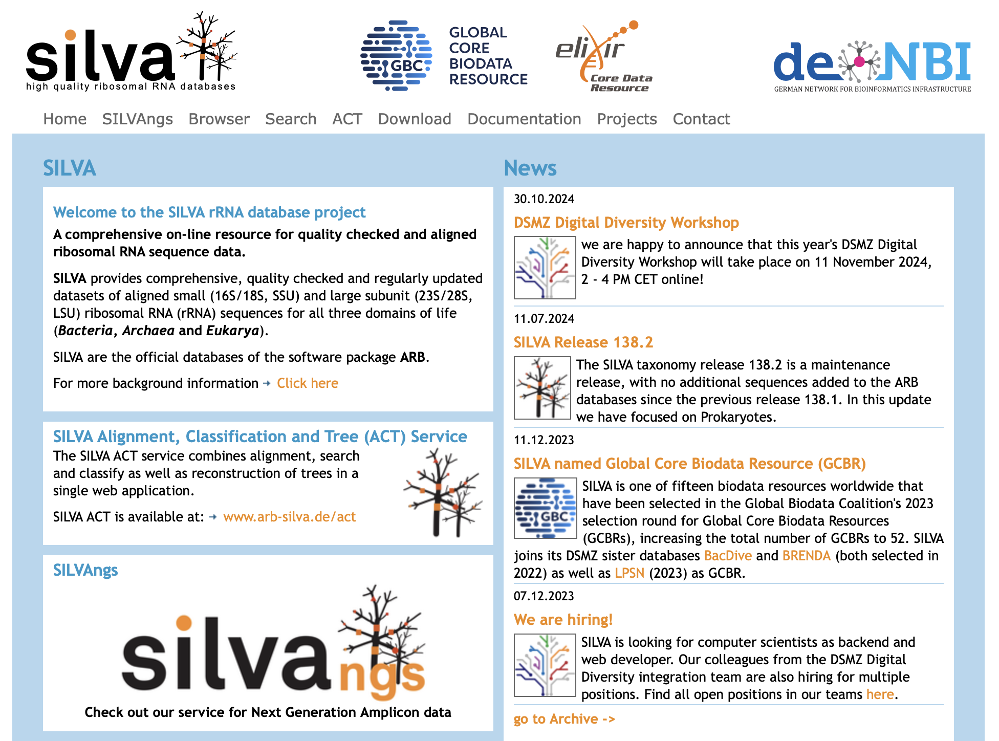 silva
high quality ribosomal RNA databases
GBC
GLOBAL
CORE
BIODATA
RESOURCE
elixir
Core Data
Resource
de NBI
GERMAN NETWORK FOR BIOINFORMATICS INFRASTRUCTURE
Home SILVAngs Browser Search ACT Download Documentation Projects Contact
SILVA
Welcome to the SILVA rRNA database project
A comprehensive on-line resource for quality checked and aligned
ribosomal RNA sequence data.
SILVA provides comprehensive, quality checked and regularly updated
datasets of aligned small (16S/18S, SSU) and large subunit (23S/28S,
LSU) ribosomal RNA (rRNA) sequences for all three domains of life
(Bacteria, Archaea and Eukarya).
SILVA are the official databases of the software package ARB.
For more background information → Click here
SILVA Alignment, Classification and Tree (ACT) Service
The SILVA ACT service combines alignment, search
and classify as well as reconstruction of trees in a
single web application.
SILVA ACT is available at: → www.arb-silva.de/act
SILVAngs
silvangs
Check out our service for Next Generation Amplicon data
News
30.10.2024
DSMZ Digital Diversity Workshop
we are happy to announce that this year's DSMZ Digital
Diversity Workshop will take place on 11 November 2024,
2 - 4 PM CET online!
11.07.2024
SILVA Release 138.2
The SILVA taxonomy release 138.2 is a maintenance
release, with no additional sequences added to the ARB
databases since the previous release 138.1. In this update
we have focused on Prokaryotes.
11.12.2023
SILVA named Global Core Biodata Resource (GCBR)
GBC
SILVA is one of fifteen biodata resources worldwide that
have been selected in the Global Biodata Coalition's 2023
selection round for Global Core Biodata Resources
(GCBRs), increasing the total number of GCBRs to 52. SILVA
joins its DSMZ sister databases BacDive and BRENDA (both selected in
2022) as well as LPSN (2023) as GCBR.
07.12.2023
We are hiring!
SILVA is looking for computer scientists as backend and
web developer. Our colleagues from the DSMZ Digital
Diversity integration team are also hiring for multiple
positions. Find all open positions in our teams here.
go to Archive ->